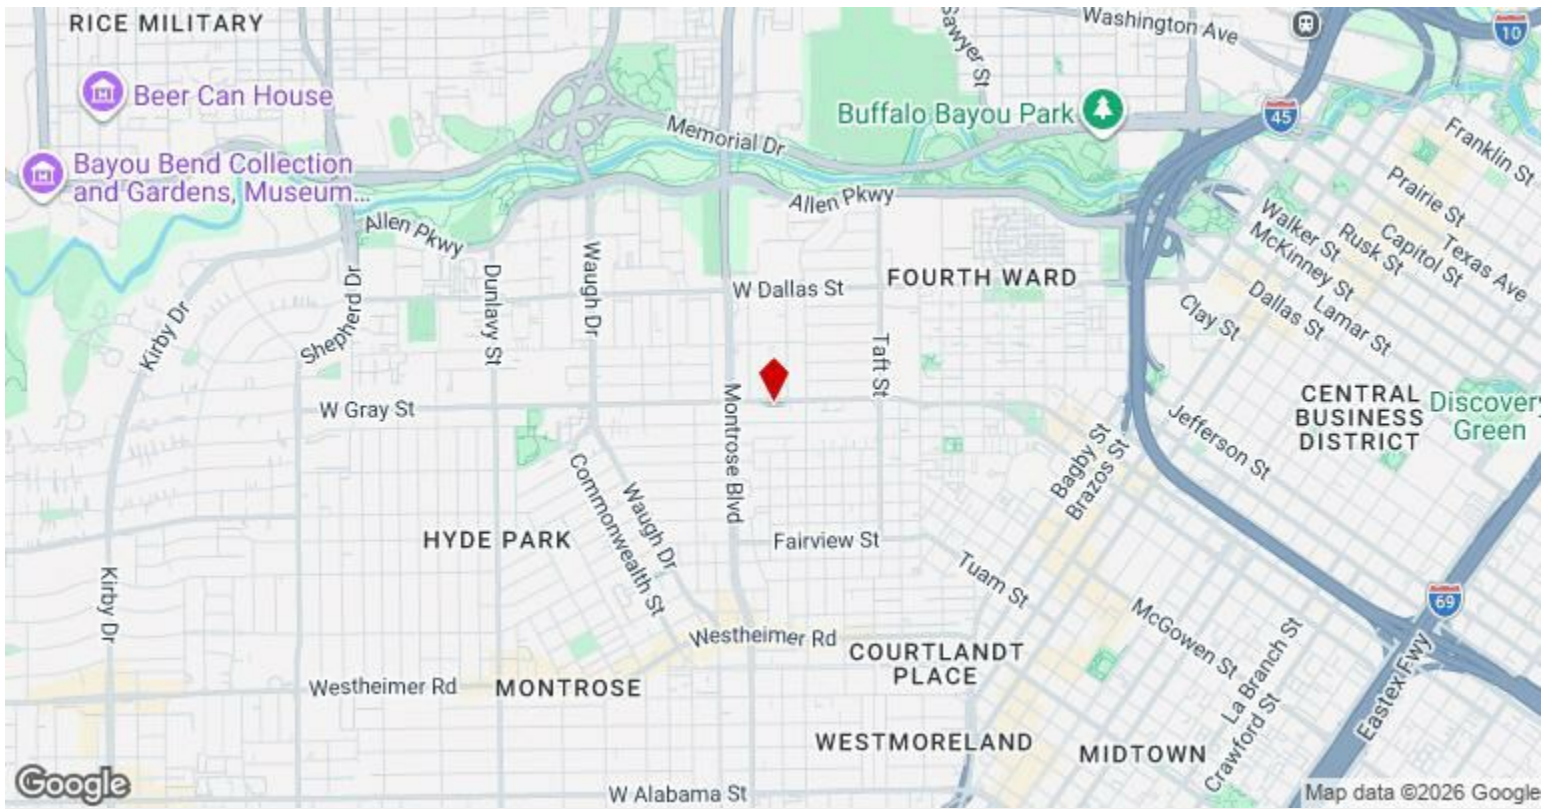 RICE MILITARY
Washington Ave
Sawyer St
10
Beer Can House
Buffalo Bayou Park
45
Memorial Dr
Franklin St
Bayou Bend Collection
and Gardens, Museum...
Prairie St
Allen Pkwy
Allen Pkwy
Walker St
McKinney St
Rusk St
Capitol St
Texas Ave
Dunlavy St
Waugh Dr
W Dallas St
FOURTH WARD
Kirby Dr
Shepherd Dr
Clay St
Dallas St
Lamar St
Taft St
W Gray St
Montrose Blvd
CENTRAL
BUSINESS
DISTRICT
Discovery
Green
Jefferson St
Bagby St
Brazos St
Commonwealth St
Waugh Dr
HYDE PARK
Fairview St
Tuam St
Kirby Dr
69
McGowen St
Westheimer Rd
COURTLANDT
PLACE
La Branch St
Eastex Fwy
Westheimer Rd
MONTROSE
Crawford St
WESTMORELAND
MIDTOWN
Google
W Alabama St
Map data ©2026 Google